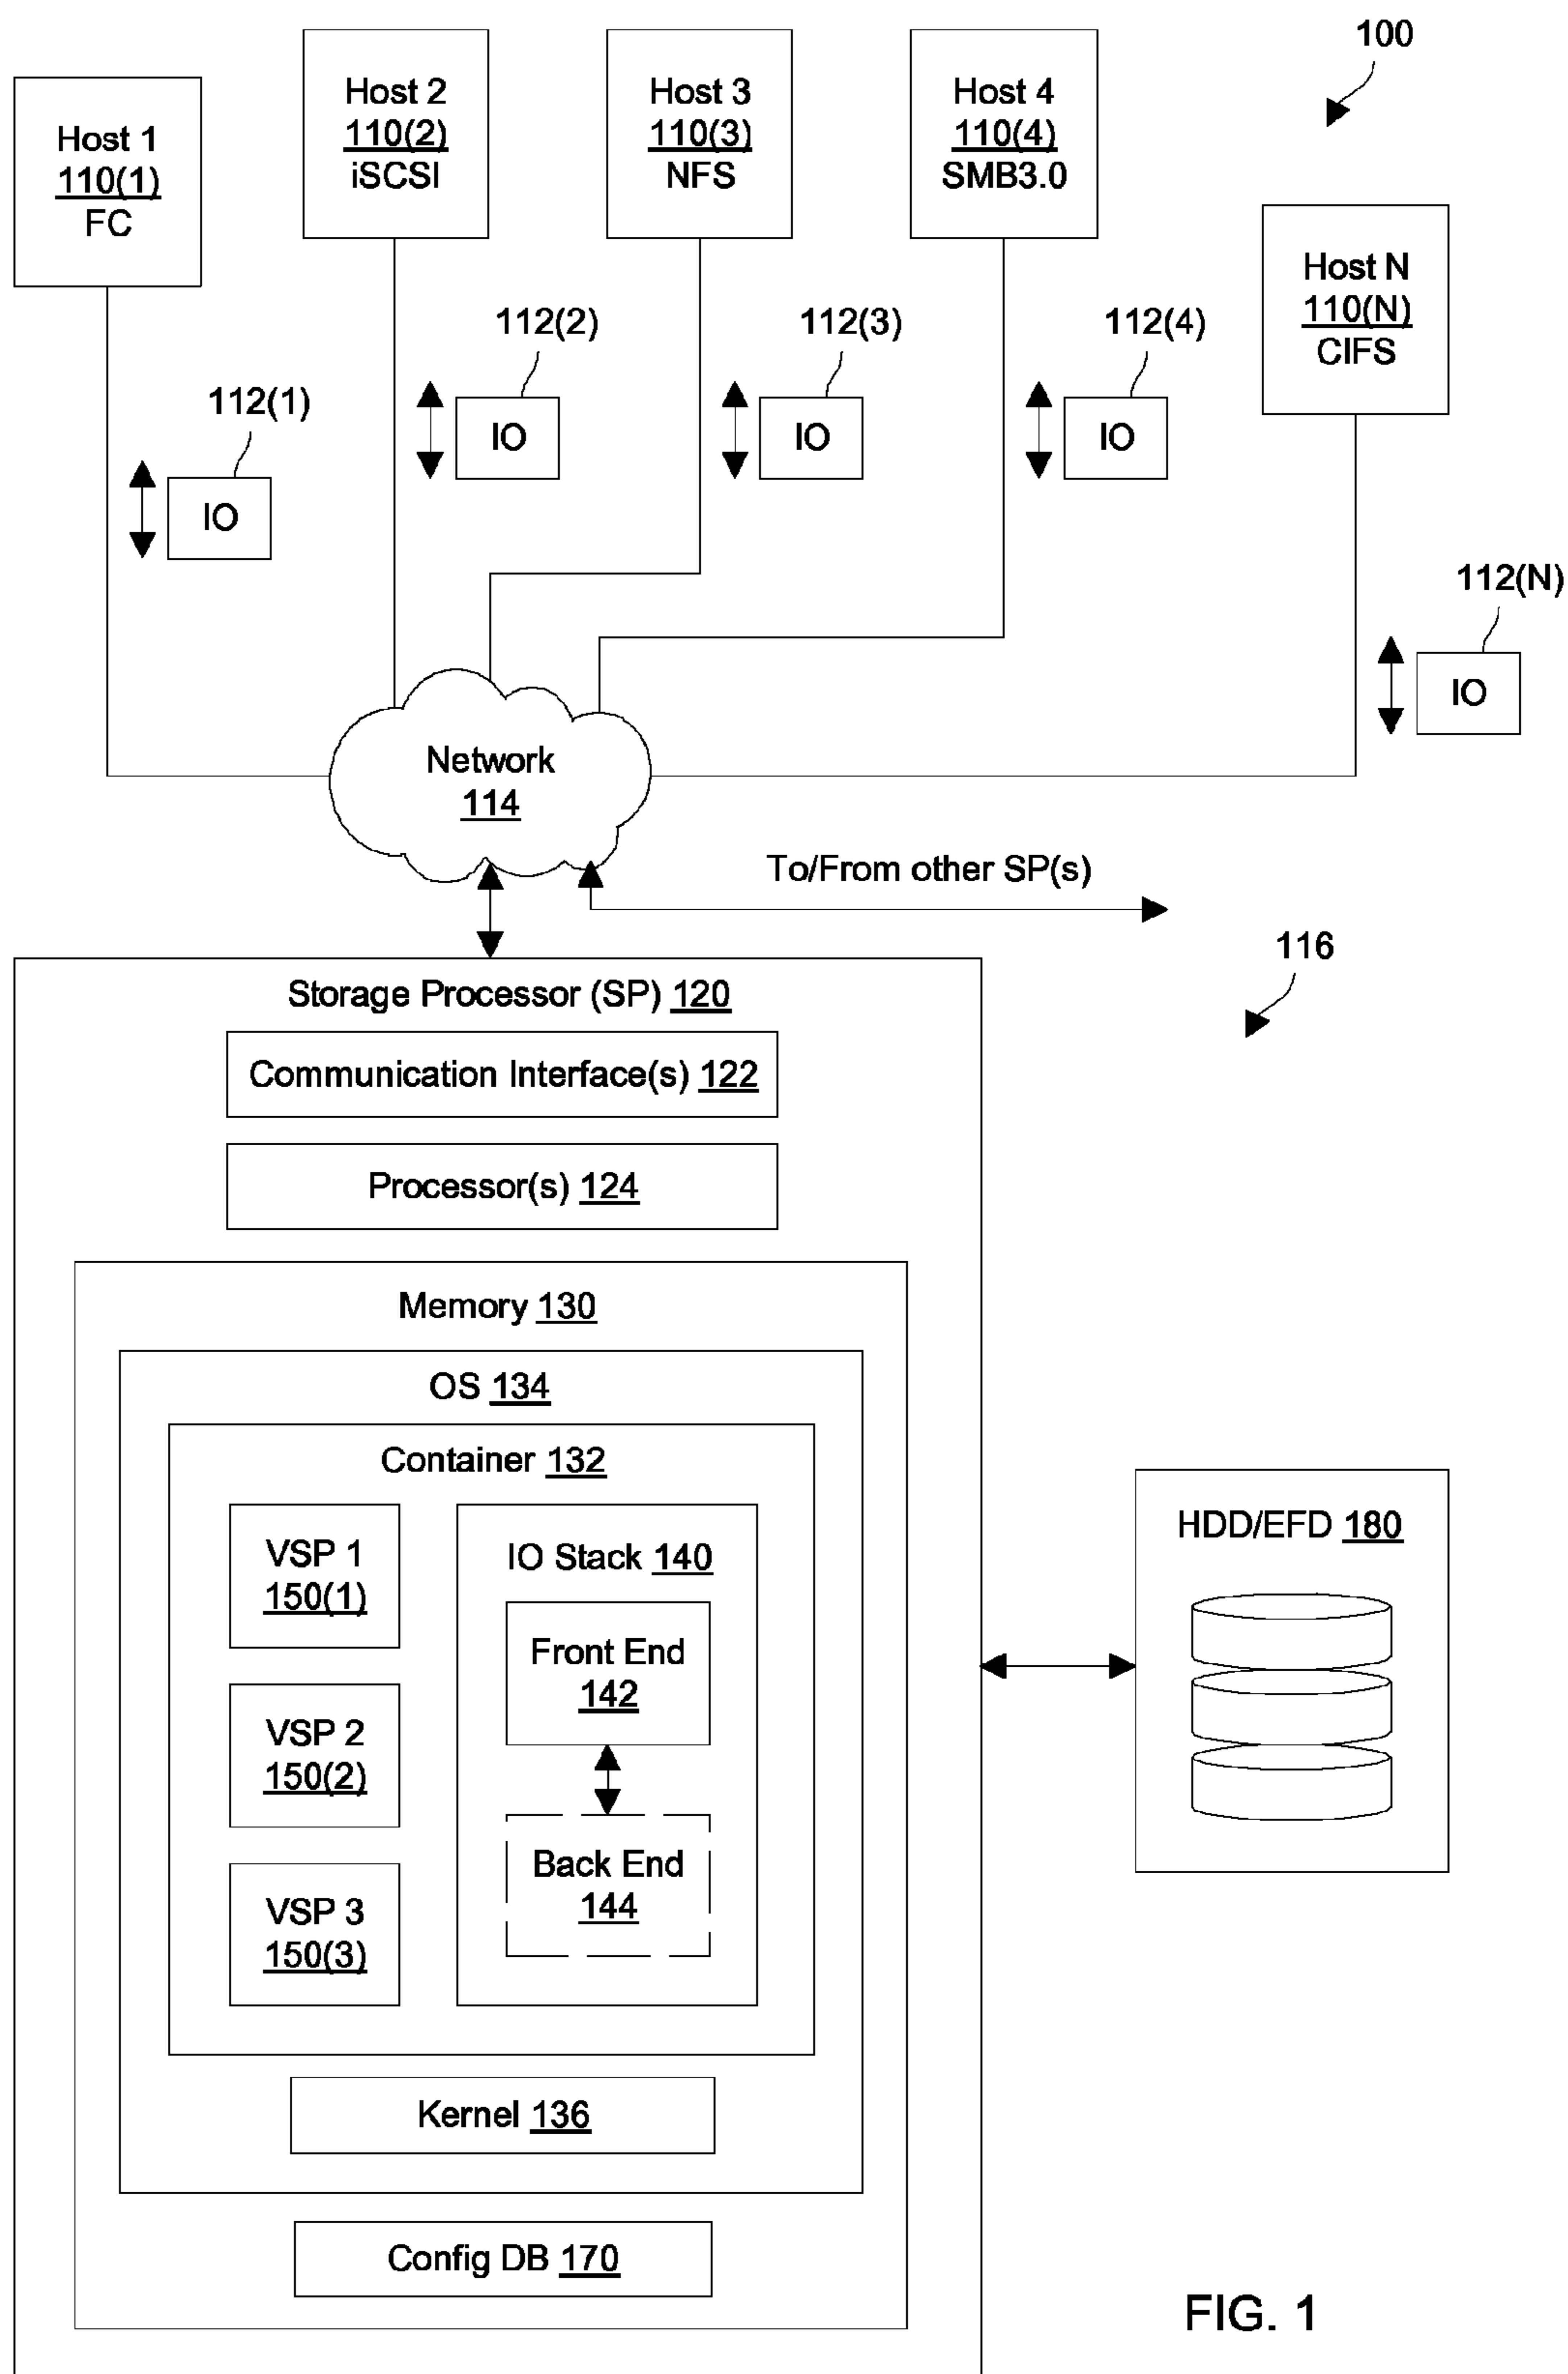 100
Host 1
110(1)
FC
Host 2
110(2)
iSCSI
Host 3
110(3)
NFS
Host 4
110(4)
SMB3.0
Host N
110(N)
CIFS
112(1)
IO
112(2)
IO
112(3)
IO
112(4)
IO
112(N)
IO
Network
114
To/From other SP(s)
116
Storage Processor (SP) 120
Communication Interface(s) 122
Processor(s) 124
Memory 130
OS 134
Container 132
VSP 1
150(1)
VSP 2
150(2)
VSP 3
150(3)
IO Stack 140
Front End
142
Back End
144
Kernel 136
Config DB 170
HDD/EFD 180
FIG. 1